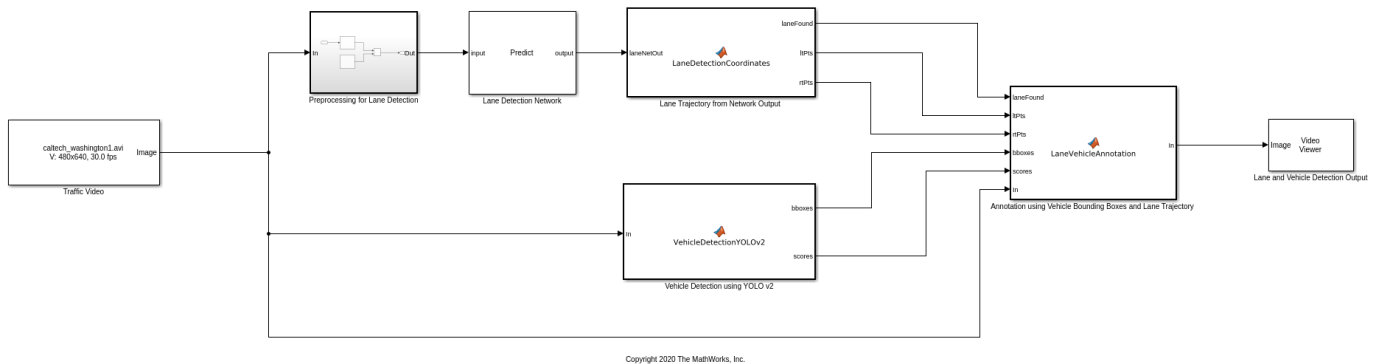 caltech_washington1.avi
V: 480x640, 30.0 fps
Image
Traffic Video
In
Out
Preprocessing for Lane Detection
input
Predict
output
Lane Detection Network
laneNetOut
LaneDetectionCoordinates
laneFound
ltPts
rtPts
Lane Trajectory from Network Output
In
VehicleDetectionYOLOv2
bboxes
scores
Vehicle Detection using YOLO v2
laneFound
ltPts
rtPts
bboxes
scores
In
LaneVehicleAnnotation
In
Annotation using Vehicle Bounding Boxes and Lane Trajectory
Image
Video
Viewer
Lane and Vehicle Detection Output
Copyright 2020 The MathWorks, Inc.